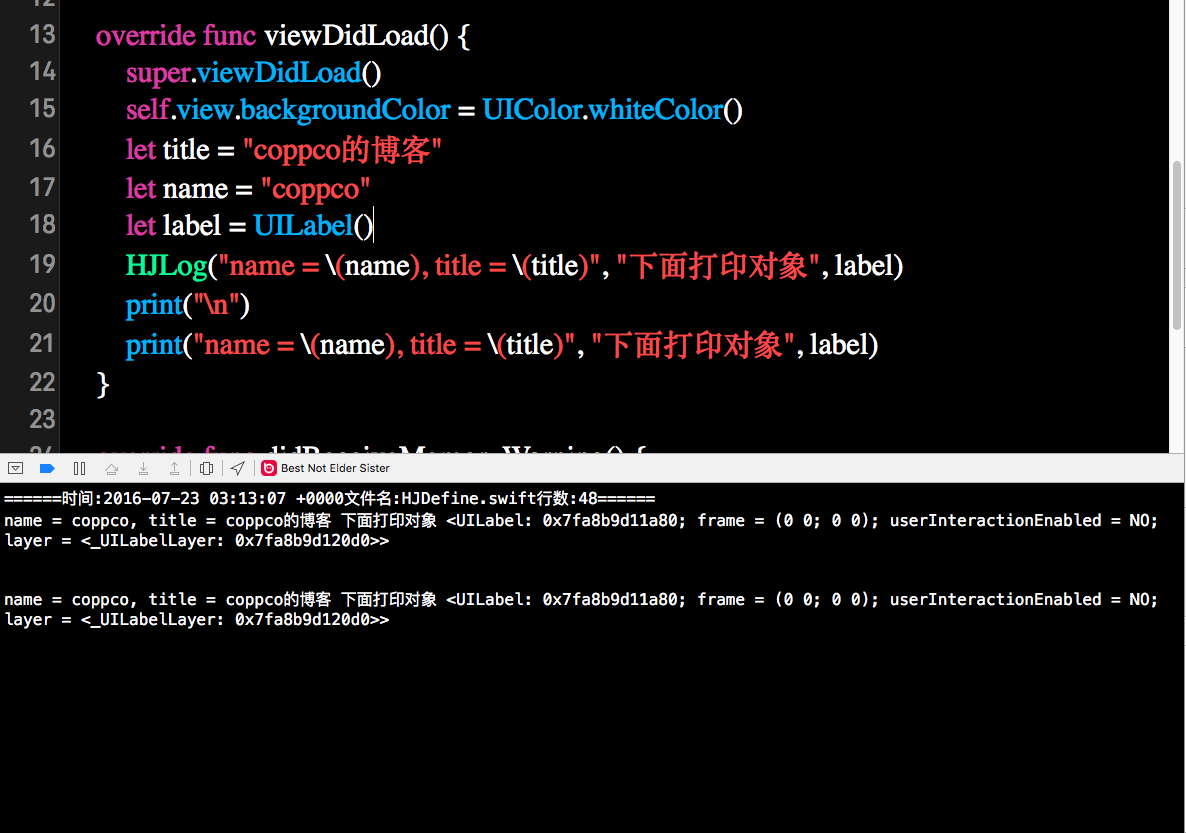 12
13 override func viewDidLoad() {
14 super.viewDidLoad()
15 self.view.backgroundColor = UIColor.whiteColor()
16 let title = "coppco的博客"
17 let name = "coppco"
18 let label = UILabel()
19 HJLog("name = \(name), title = \(title)", "下面打印对象", label)
20 print("\n")
21 print("name = \(name), title = \(title)", "下面打印对象", label)
22 }
23
24 override func didReceiveMemoryWarning() {
Best Not Elder Sister
======时间:2016-07-23 03:13:07 +0000文件名:HJDefine.swift行数:48======
name = coppco, title = coppco的博客 下面打印对象 <UILabel: 0x7fa8b9d11a80; frame = (0 0; 0 0); userInteractionEnabled = NO;
layer = <_UILabelLayer: 0x7fa8b9d120d0>>
name = coppco, title = coppco的博客 下面打印对象 <UILabel: 0x7fa8b9d11a80; frame = (0 0; 0 0); userInteractionEnabled = NO;
layer = <_UILabelLayer: 0x7fa8b9d120d0>>